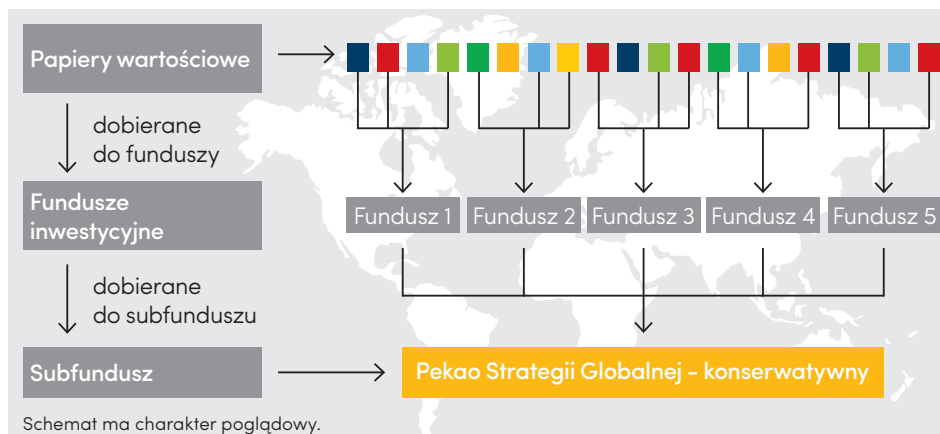 Papiery wartościowe
dobierane
do funduszy
Fundusze
inwestycyjne
Fundusz 1
Fundusz 2
Fundusz 3
Fundusz 4
Fundusz 5
dobierane
do subfunduszu
Subfundusz
Pekao Strategii Globalnej - konserwatywny
Schemat ma charakter poglądowy.